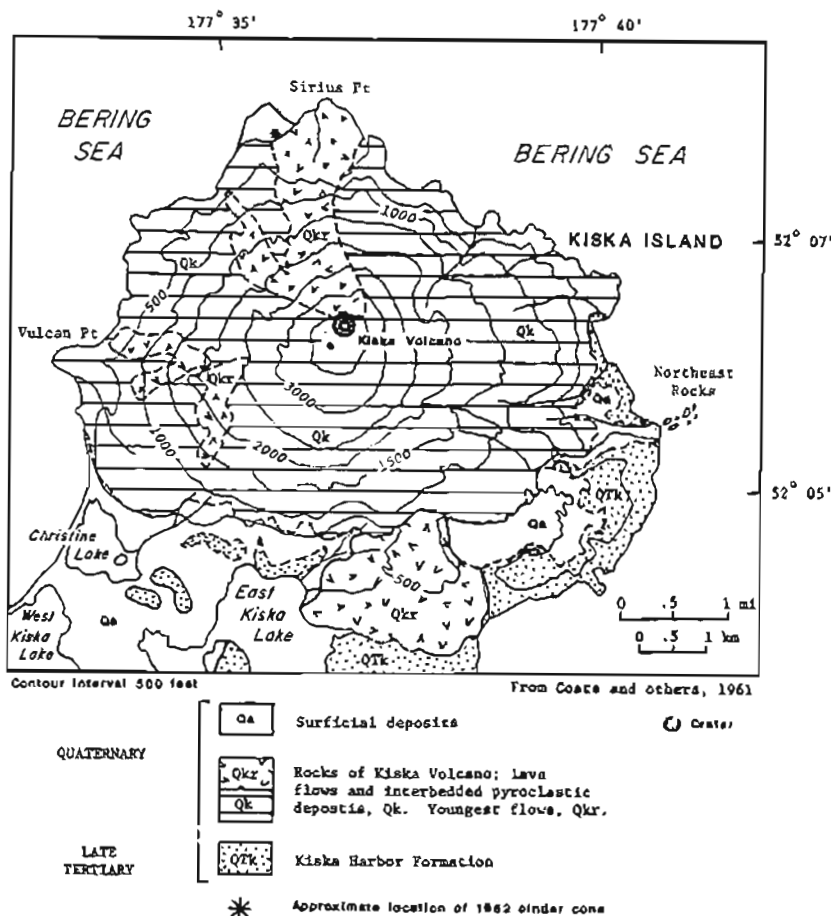 177° 35'
177° 40'
Sirius Pt
BERING
SEA
BERING SEA
1000
KISKA ISLAND
52° 07'
Qkr
Qk
500
Vulcan Pt
Kiska Volcano
Qk
Northeast
Rocks
Qkr
3000
Qa
Qk
1000
2000
1500
QTk
52° 05'
Qa
Christine
Lake
500
East
Kiska
Lake
West
Kiska
Lake
Qa
Qkr
QTk
0 .5 1 mi
0 .5 1 km
Contour interval 500 feet
From Coats and others, 1961
QUATERNARY
Qa Surficial deposits
Crater
Qkr Rocks of Kiska Volcano; Lava
flows and interbedded pyroclastic
Qk depostis, Qk. Youngest flows, Qkr.
LATE
TERTIARY
QTk Kiska Harbor Formation
Approximate location of 1962 cinder cone